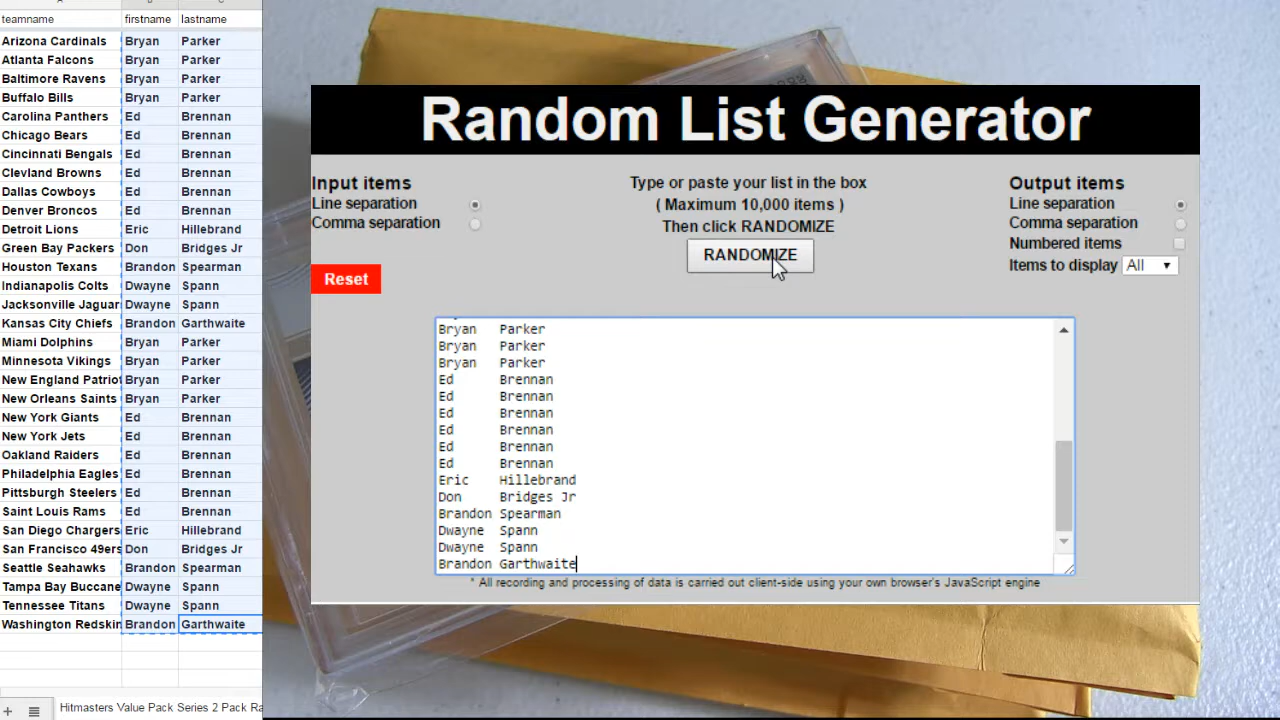 teamname firstname lastname
Arizona Cardinals Bryan Parker
Atlanta Falcons Bryan Parker
Baltimore Ravens Bryan Parker
Buffalo Bills Bryan Parker
Carolina Panthers Ed Brennan
Chicago Bears Ed Brennan
Cincinnati Bengals Ed Brennan
Clevland Browns Ed Brennan
Dallas Cowboys Ed Brennan
Denver Broncos Ed Brennan
Detroit Lions Eric Hillebrand
Green Bay Packers Don Bridges Jr
Houston Texans Brandon Spearman
Indianapolis Colts Dwayne Spann
Jacksonville Jaguar Dwayne Spann
Kansas City Chiefs Brandon Garthwaite
Miami Dolphins Bryan Parker
Minnesota Vikings Bryan Parker
New England Patriot Bryan Parker
New Orleans Saints Bryan Parker
New York Giants Ed Brennan
New York Jets Ed Brennan
Oakland Raiders Ed Brennan
Philadelphia Eagles Ed Brennan
Pittsburgh Steelers Ed Brennan
Saint Louis Rams Ed Brennan
San Diego Chargers Eric Hillebrand
San Francisco 49ers Don Bridges Jr
Seattle Seahawks Brandon Spearman
Tampa Bay Buccane Dwayne Spann
Tennessee Titans Dwayne Spann
Washington Redskin Brandon Garthwaite
Hitmasters Value Pack Series 2 Pack Ra
Random List Generator
Input items
Line separation
Comma separation
Reset
Type or paste your list in the box
( Maximum 10,000 items )
Then click RANDOMIZE
RANDOMIZE
Output items
Line separation
Comma separation
Numbered items
Items to display All
Bryan Parker
Bryan Parker
Bryan Parker
Ed Brennan
Ed Brennan
Ed Brennan
Ed Brennan
Ed Brennan
Ed Brennan
Eric Hillebrand
Don Bridges Jr
Brandon Spearman
Dwayne Spann
Dwayne Spann
Brandon Garthwaite
* All recording and processing of data is carried out client-side using your own browser's JavaScript engine